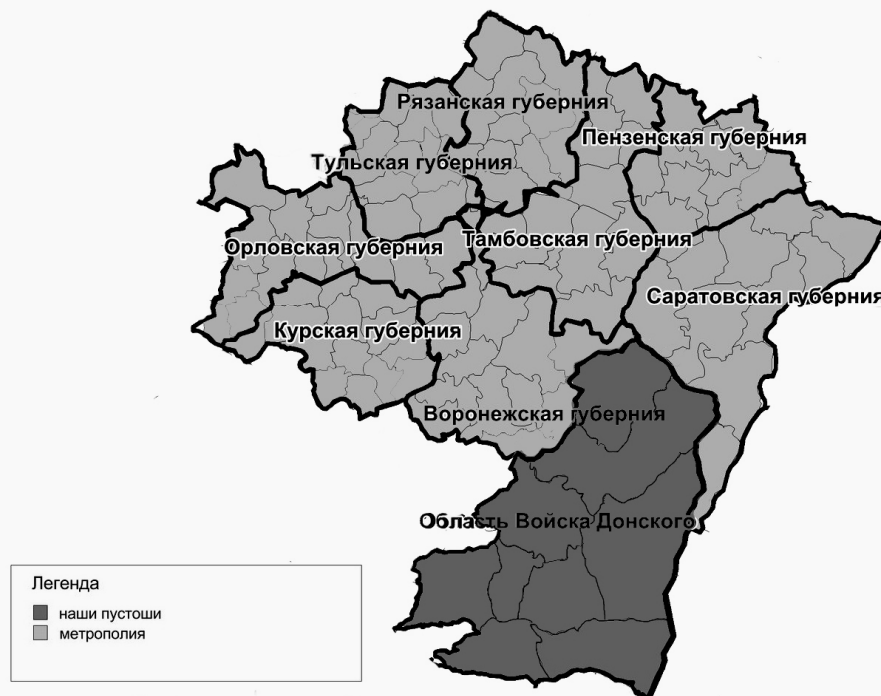 Рязанская губерния
Пензенская губерния
Тульская губерния
Орловская губерния
Тамбовская губерния
Саратовская губерния
Курская губерния
Воронежская губерния
Область Войска Донского
Легенда
наши пустоши
метрополия